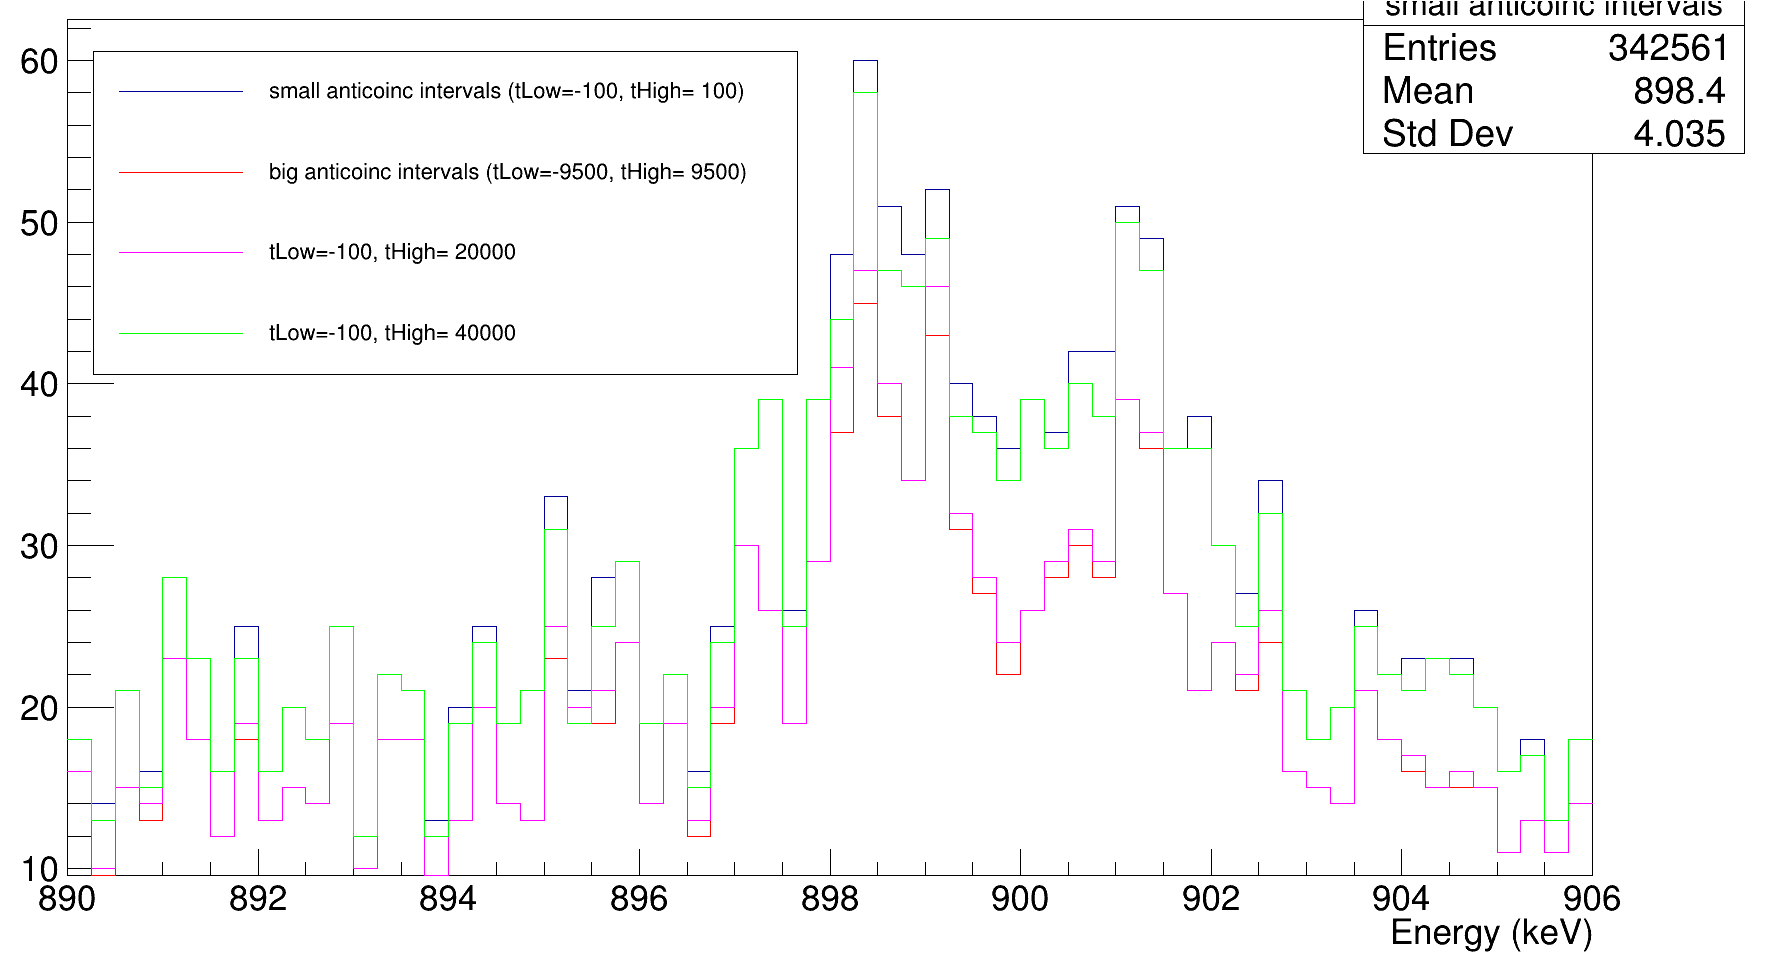 small anticoinc intervals
Entries 342561
Mean 898.4
Std Dev 4.035
small anticoinc intervals (tLow=-100, tHigh= 100)
big anticoinc intervals (tLow=-9500, tHigh= 9500)
tLow=-100, tHigh= 20000
tLow=-100, tHigh= 40000
60
50
40
30
20
10
890 892 894 896 898 900 902 904 906
Energy (keV)